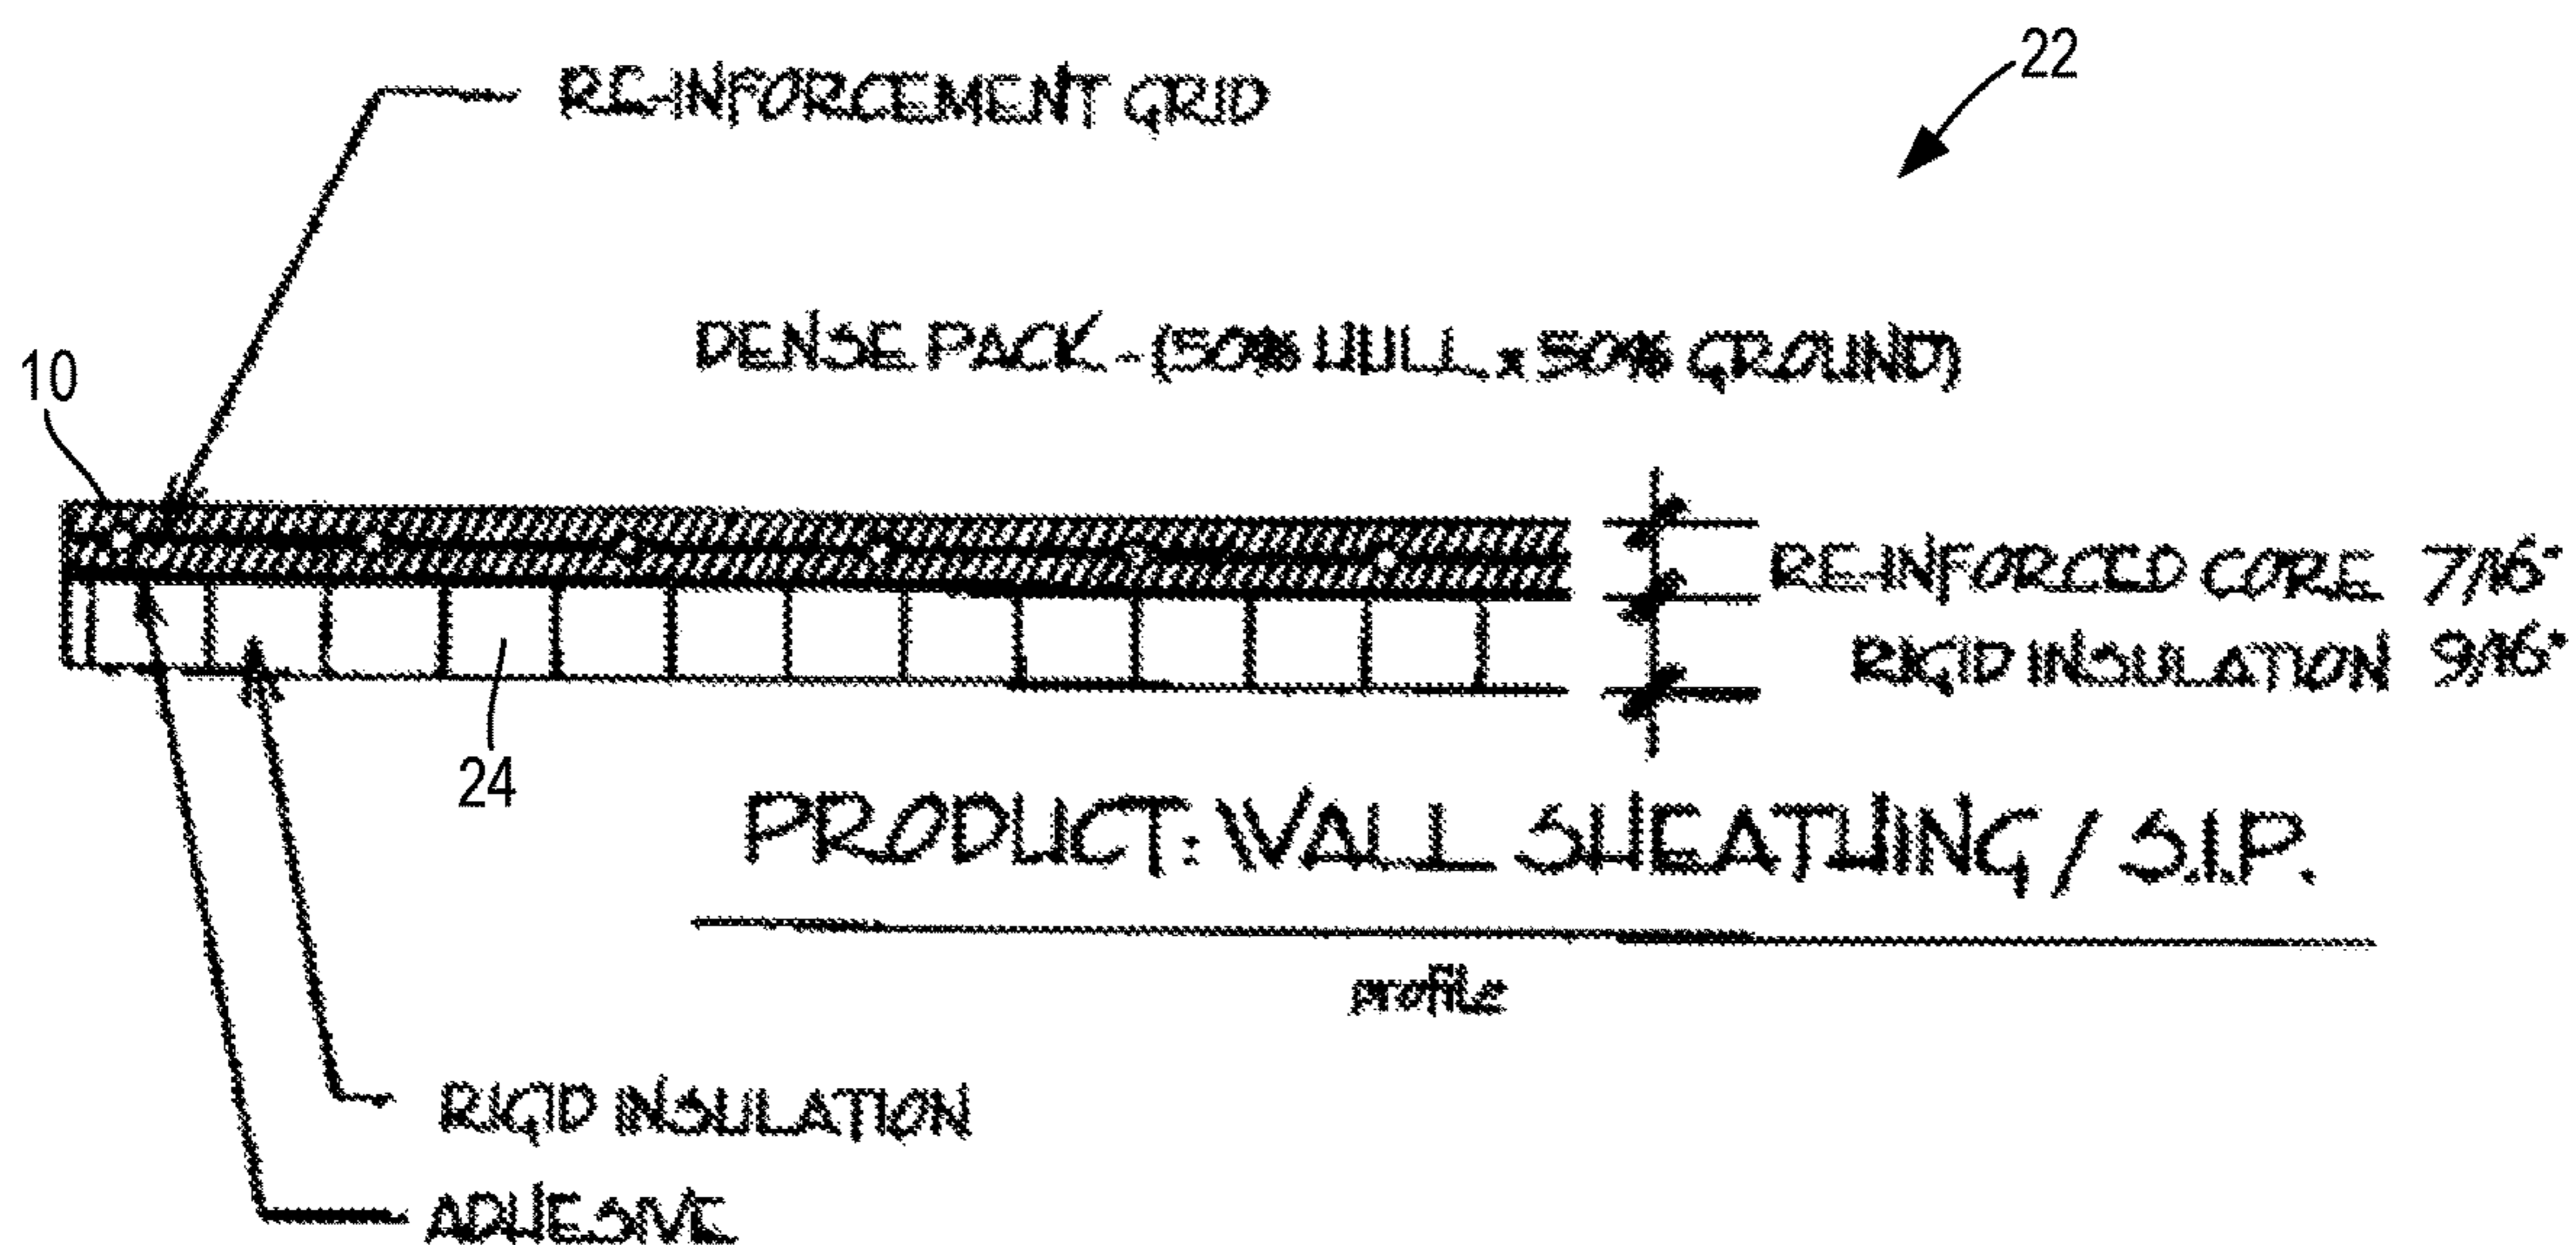 22
RE-INFORCEMENT GRID
DENSE PACK - (50% HULL x 50% GROUND)
10
RE-INFORCED CORE 7/16"
RIGID INSULATION 9/16"
24
PRODUCT: WALL SHEATHING / S.I.P.
profile
RIGID INSULATION
ADHESIVE